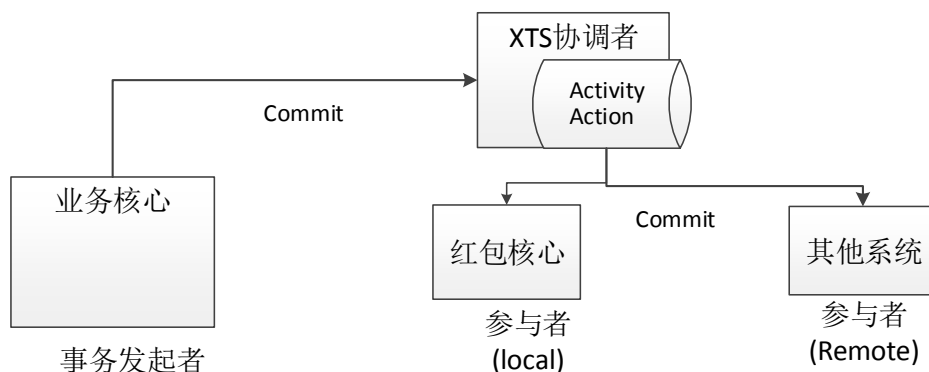 XTS协调者
Activity
Action
Commit
业务核心
Commit
红包核心
其他系统
参与者
(local)
参与者
(Remote)
事务发起者